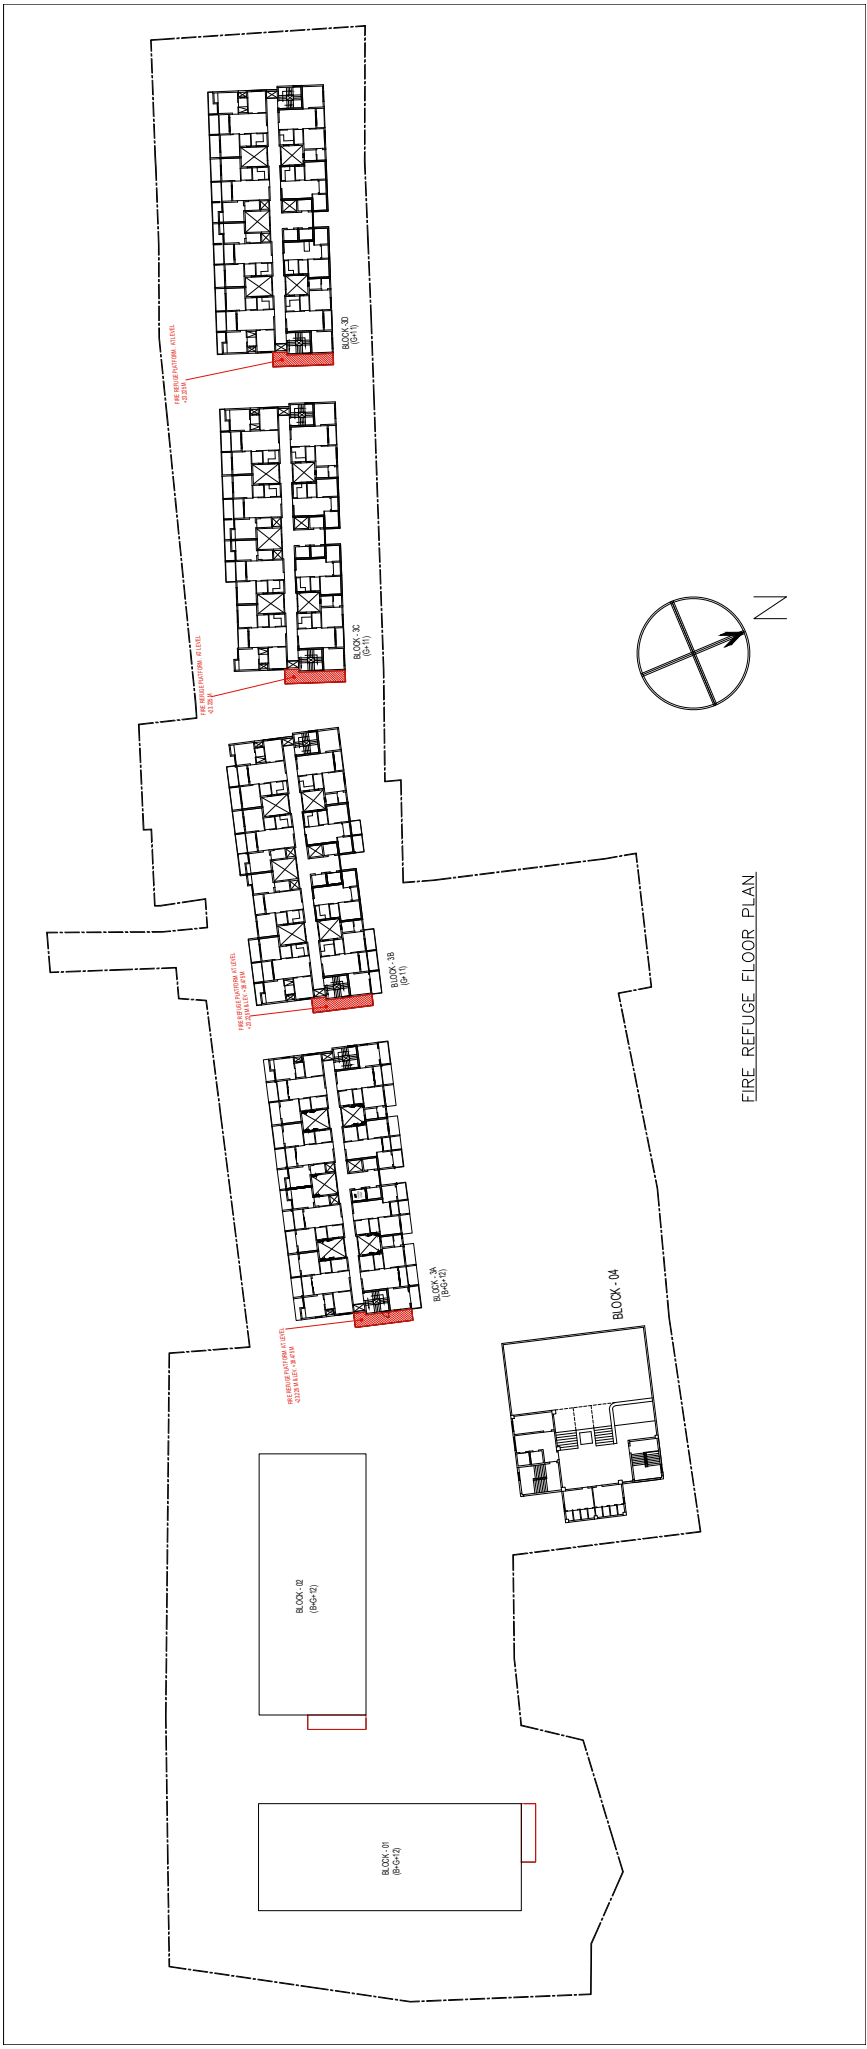 BLOCK - 3D
(G+11)
FIRE REFUGE PLATFORM AT LEVEL
BLOCK - 3C
(G+11)
FIRE REFUGE PLATFORM AT LEVEL
N
BLOCK - 3B
(G+11)
FIRE REFUGE PLATFORM AT LEVEL
FIRE REFUGE FLOOR PLAN
BLOCK - 3A
(B+G+12)
FIRE REFUGE PLATFORM AT LEVEL
BLOCK - 04
BLOCK - 02
(B+G+12)
BLOCK - 01
(B+G+12)